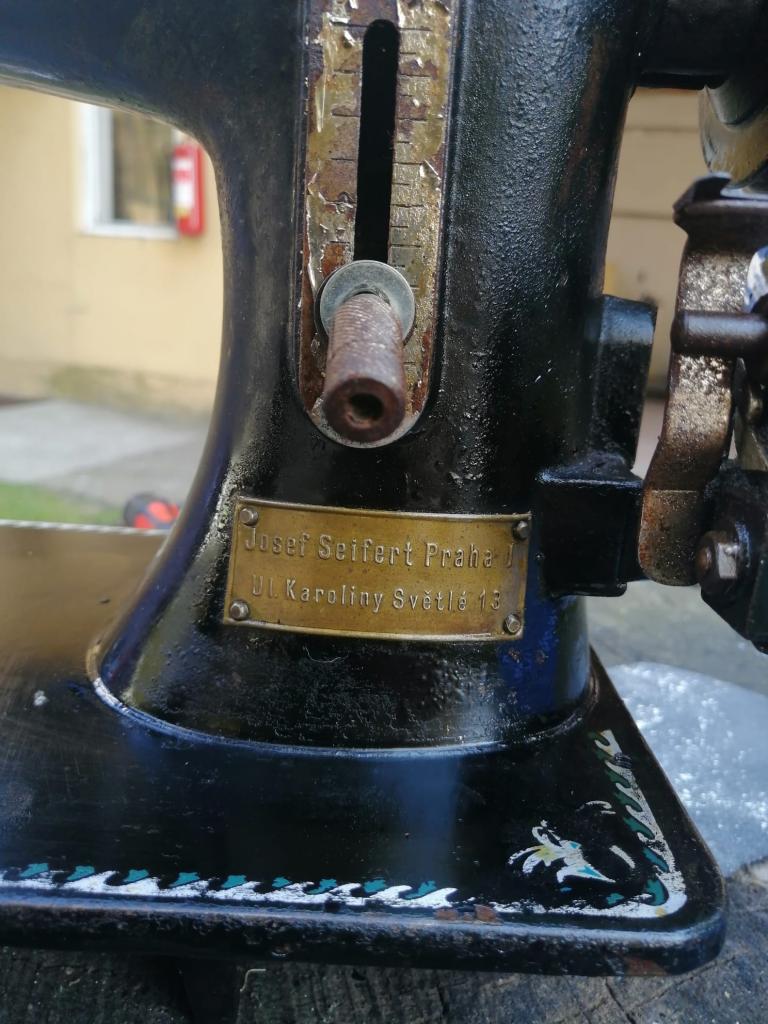 Josef Seifert Praha I
Ul. Karoliny Světlé 13